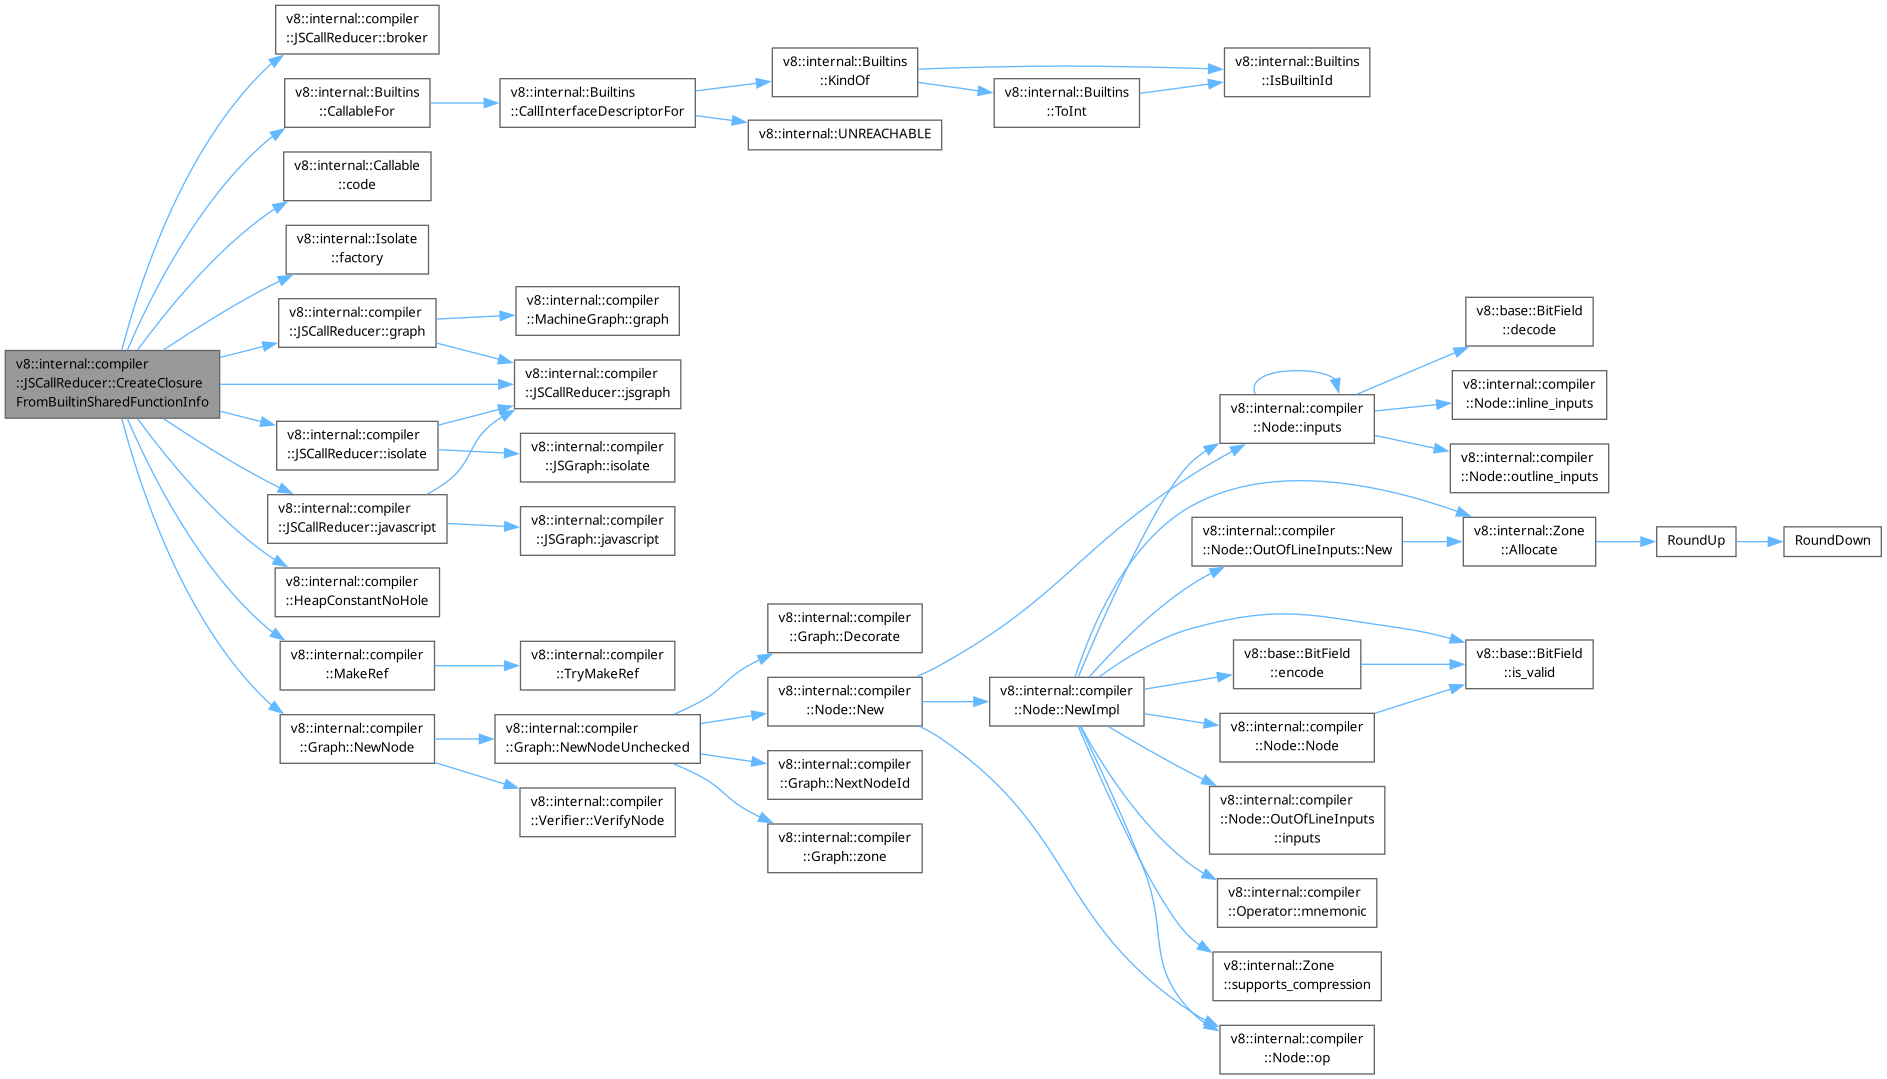 v8::internal::compiler
::JSCallReducer::CreateClosure
FromBuiltinSharedFunctionInfo
v8::internal::compiler
::JSCallReducer::broker
v8::internal::Builtins
::CallableFor
v8::internal::Callable
::code
v8::internal::Isolate
::factory
v8::internal::compiler
::JSCallReducer::graph
v8::internal::compiler
::JSCallReducer::isolate
v8::internal::compiler
::JSCallReducer::javascript
v8::internal::compiler
::HeapConstantNoHole
v8::internal::compiler
::MakeRef
v8::internal::compiler
::Graph::NewNode
v8::internal::Builtins
::CallInterfaceDescriptorFor
v8::internal::compiler
::MachineGraph::graph
v8::internal::compiler
::JSCallReducer::jsgraph
v8::internal::compiler
::JSGraph::isolate
v8::internal::compiler
::JSGraph::javascript
v8::internal::compiler
::TryMakeRef
v8::internal::compiler
::Graph::NewNodeUnchecked
v8::internal::compiler
::Verifier::VerifyNode
v8::internal::Builtins
::KindOf
v8::internal::UNREACHABLE
v8::internal::compiler
::Graph::Decorate
v8::internal::compiler
::Node::New
v8::internal::compiler
::Graph::NextNodeId
v8::internal::compiler
::Graph::zone
v8::internal::Builtins
::ToInt
v8::internal::compiler
::Node::NewImpl
v8::internal::Builtins
::IsBuiltinId
v8::internal::compiler
::Node::inputs
v8::internal::compiler
::Node::OutOfLineInputs::New
v8::base::BitField
::encode
v8::internal::compiler
::Node::Node
v8::internal::compiler
::Node::OutOfLineInputs
::inputs
v8::internal::compiler
::Operator::mnemonic
v8::internal::Zone
::supports_compression
v8::internal::compiler
::Node::op
v8::base::BitField
::decode
v8::internal::compiler
::Node::inline_inputs
v8::internal::compiler
::Node::outline_inputs
v8::internal::Zone
::Allocate
v8::base::BitField
::is_valid
RoundUp
RoundDown